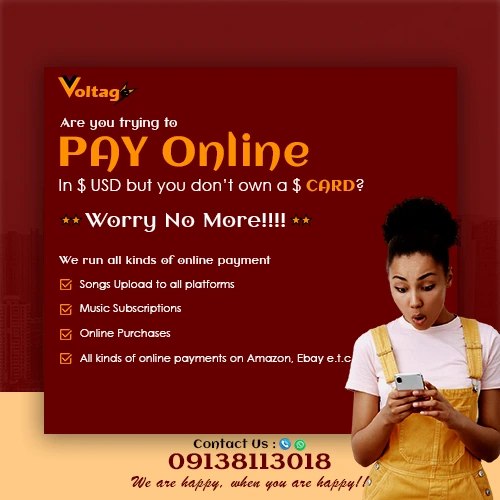 Voltage
Are you trying to
PAY Online
In $ USD but you don't own a $ CARD?
Worry No More!!!!
We run all kinds of online payment
Songs Upload to all platforms
Music Subscriptions
Online Purchases
All kinds of online payments on Amazon, Ebay e.t.c
Contact Us :
09138113018
We are happy, when you are happy!!